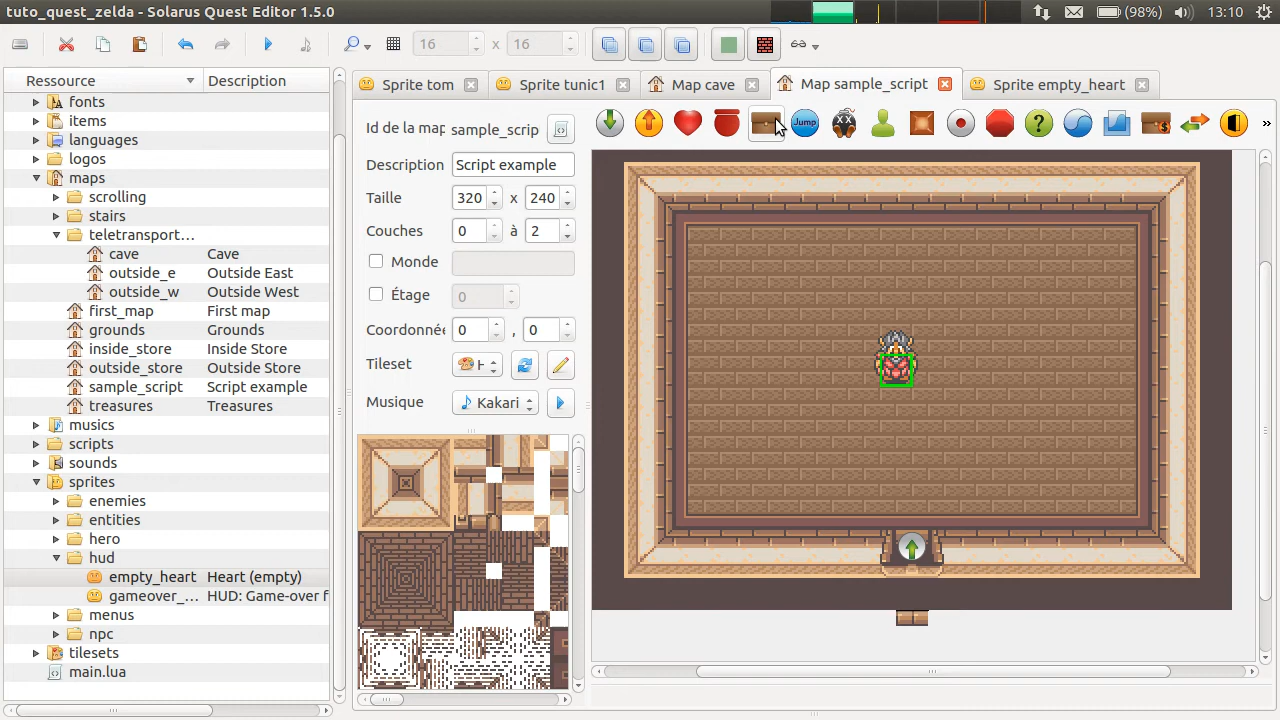 tuto_quest_zelda - Solarus Quest Editor 1.5.0
(98%)
13:10
16 x 16
Ressource Description
fonts
items
languages
logos
maps
scrolling
stairs
teletransport...
cave Cave
outside_e Outside East
outside_w Outside West
first_map First map
grounds Grounds
inside_store Inside Store
outside_store Outside Store
sample_script Script example
treasures Treasures
musics
scripts
sounds
sprites
enemies
entities
hero
hud
empty_heart Heart (empty)
gameover_... HUD: Game-over f
menus
npc
tilesets
main.lua
Sprite tom
Sprite tunic1
Map cave
Map sample_script
Sprite empty_heart
Id de la map sample_scrip
Description Script example
Taille 320 x 240
Couches 0 à 2
Monde
Étage 0
Coordonnée 0 , 0
Tileset H
Musique Kakari
Jump
?
$
»